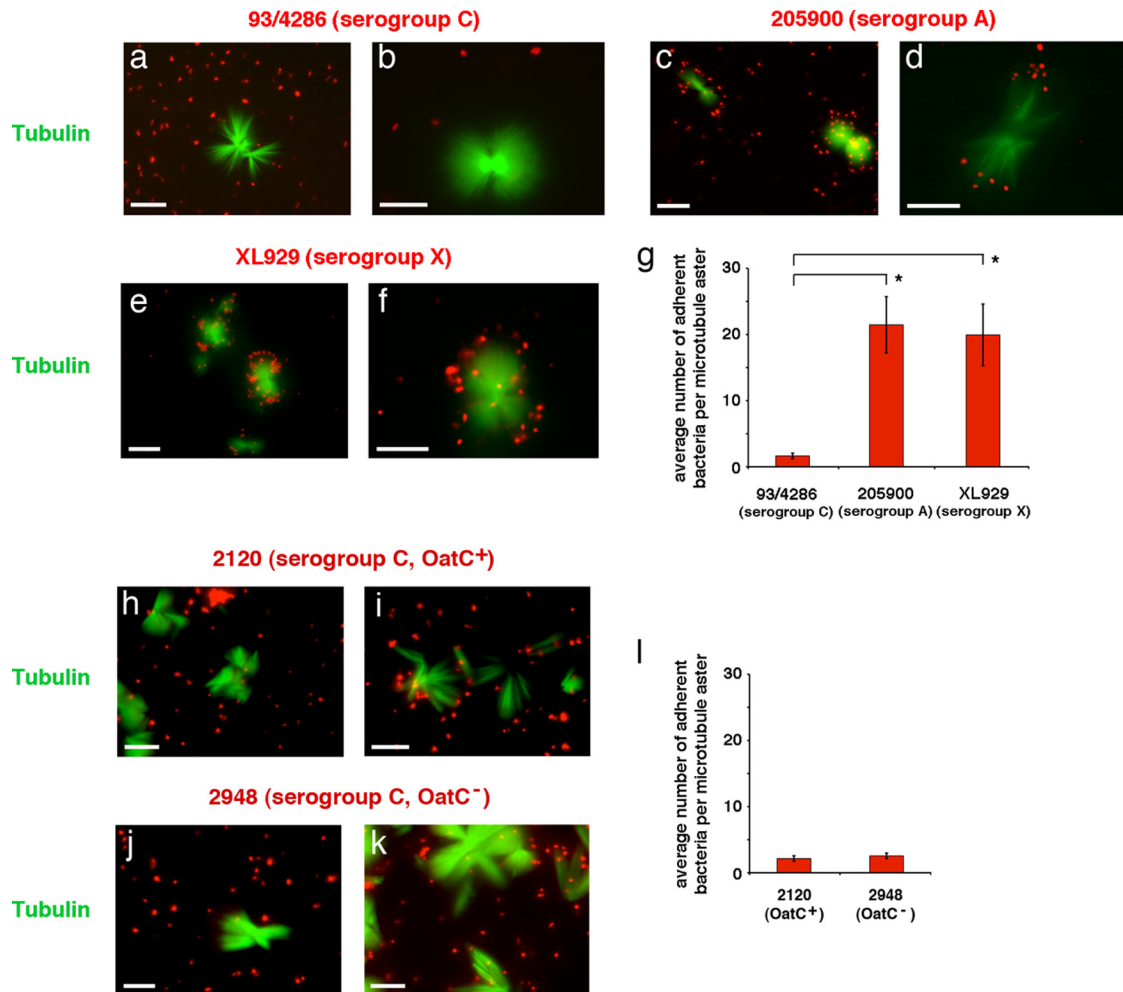 93/4286 (serogroup C)
205900 (serogroup A)
a
b
c
d
Tubulin
XL929 (serogroup X)
g
e
f
Tubulin
average number of adherent
bacteria per microtubule aster
30
20
10
0
*
*
93/4286
(serogroup C)
205900
(serogroup A)
XL929
(serogroup X)
2120 (serogroup C, OatC+)
h
i
Tubulin
2948 (serogroup C, OatC-)
j
k
l
average number of adherent
bacteria per microtubule aster
30
20
10
0
2120
(OatC+)
2948
(OatC-)